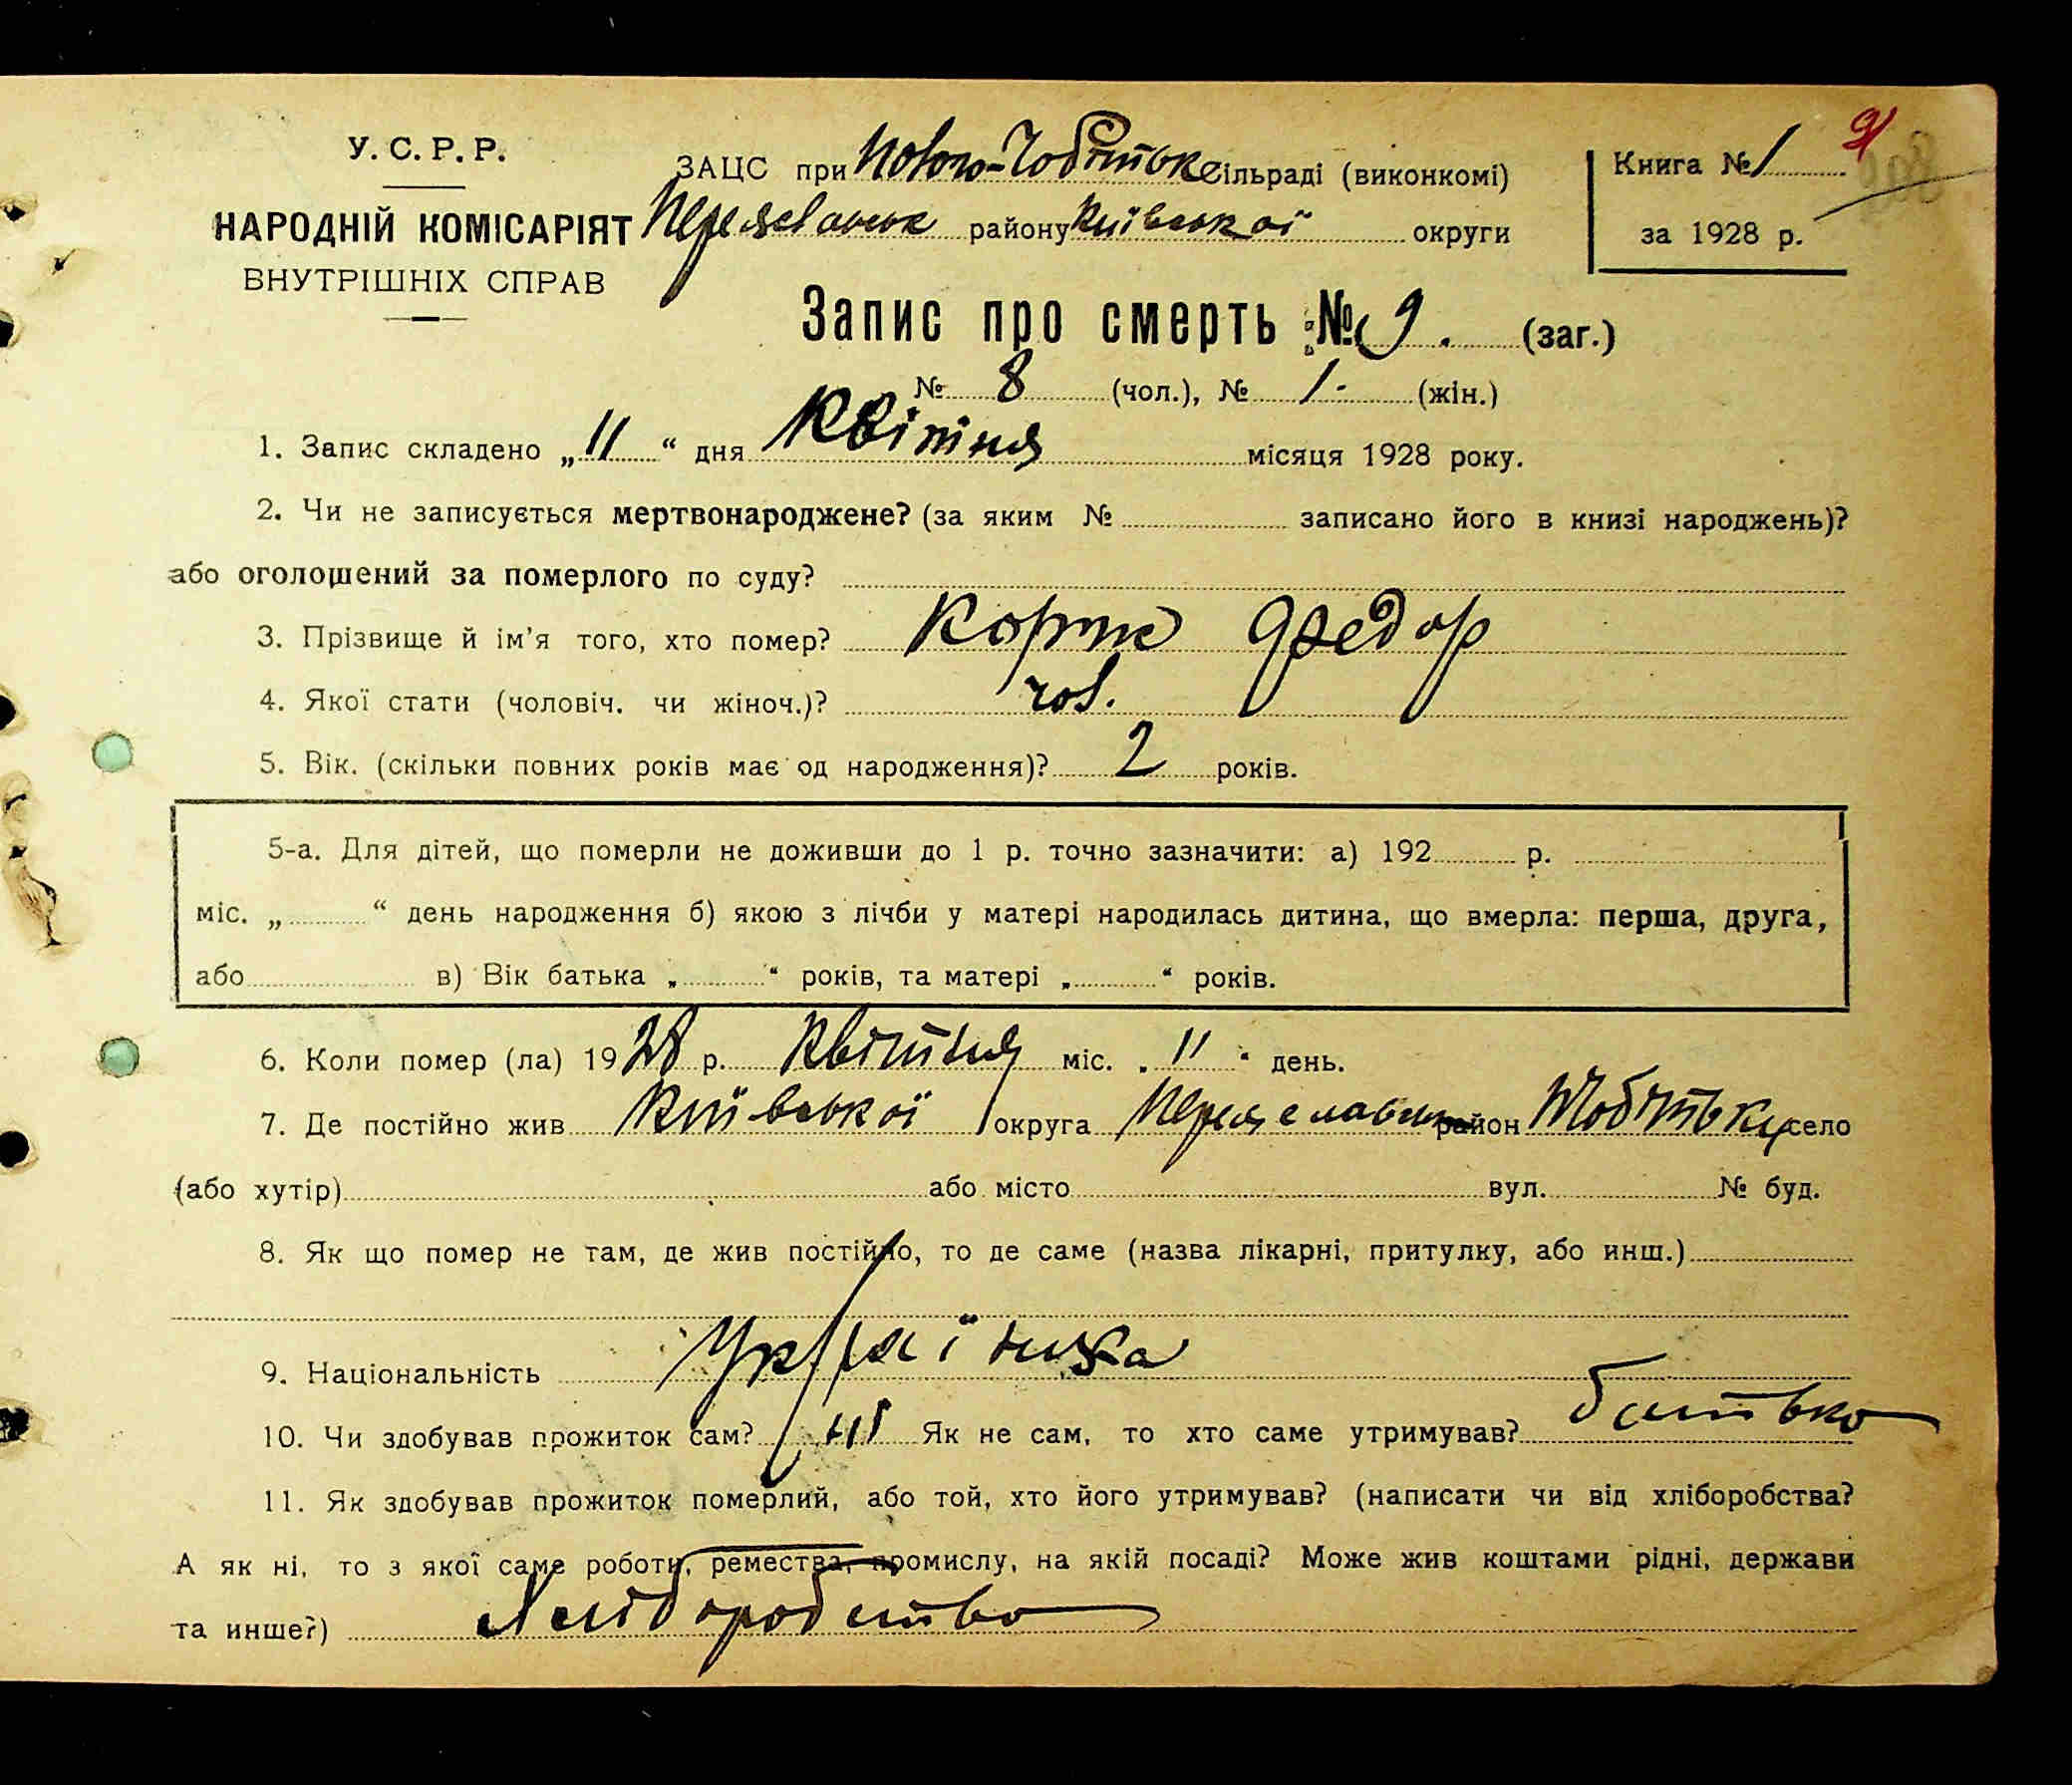 У. С. Р. Р.
НАРОДНІЙ КОМІСАРІЯТ
ВНУТРІШНІХ СПРАВ
ЗАЦС при сільраді (виконкомі)
району Київської округи
Книга № 1
за 1928 р.
Запис про смерть № 9. (заг.)
№ 8 (чол.), № 1. (жін.)
1. Запис складено „11“ дня Квітня місяця 1928 року.
2. Чи не записується мертвонароджене? (за яким № записано його в книзі народжень)?
або оголошений за померлого по суду?
3. Прізвище й ім'я того, хто помер? Федор
4. Якої стати (чоловіч. чи жіноч.)? чол.
5. Вік. (скільки повних років має од народження)? 2 років.
5-а. Для дітей, що померли не доживши до 1 р. точно зазначити: а) 192 р.
міс. „ “ день народження б) якою з лічби у матері народилась дитина, що вмерла: перша, друга,
або в) Вік батька „ “ років, та матері „ “ років.
6. Коли помер (ла) 1928 р. Квітня міс. „11“ день.
7. Де постійно жив Київської округа район село
(або хутір) або місто вул. № буд.
8. Як що помер не там, де жив постійно, то де саме (назва лікарні, притулку, або инш.)
9. Національність
10. Чи здобував прожиток сам? ні Як не сам, то хто саме утримував? батько
11. Як здобував прожиток померлий, або той, хто його утримував? (написати чи від хліборобства?
А як ні, то з якої саме роботи, ремества, промислу, на якій посаді? Може жив коштами рідні, держави
та инше?) Хліборобство